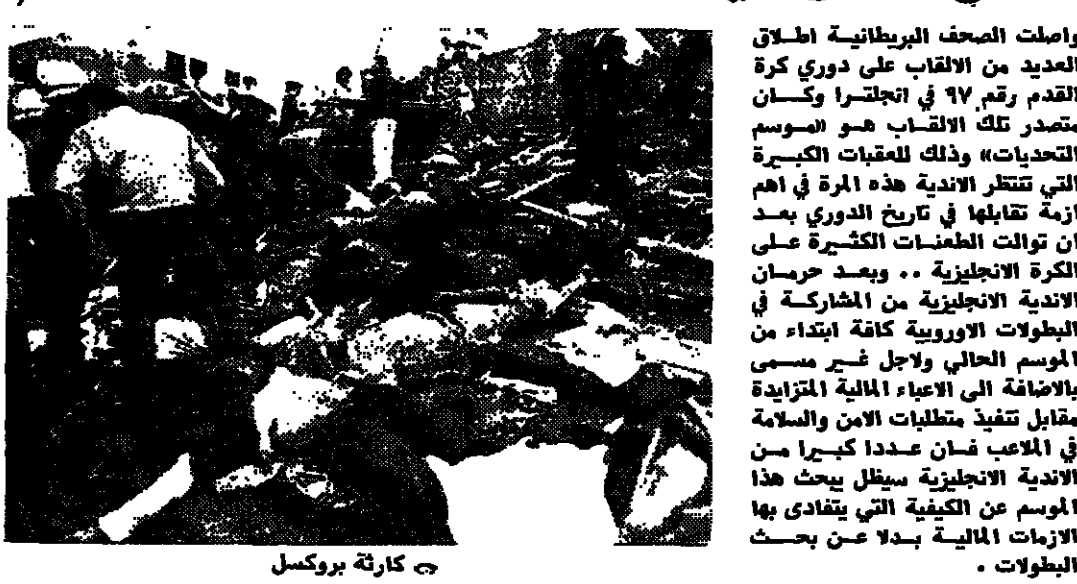 واصلت الصحف البريطانية اطلاق
العديد من الالقاب على دوري كرة
القدم رقم ٩٧ في انجلترا وكان
متصدر تلك الالقاب هو «موسم
التحديات» وذلك للعقبات الكبيرة
التي تنتظر الاندية هذه المرة في اهم
ازمة تقابلها في تاريخ الدوري بعد
ان توالت الطعنات الكثيرة على
الكرة الانجليزية .. وبعد حرمان
الاندية الانجليزية من المشاركة في
البطولات الاوروبية كافة ابتداء من
الموسم الحالي ولاجل غير مسمى
بالاضافة الى الاعباء المالية المتزايدة
مقابل تنفيذ متطلبات الامن والسلامة
في الملاعب فان عددا كبيرا من
الاندية الانجليزية سيظل يبحث هذا
الموسم عن الكيفية التي يتفادى بها
الازمات المالية بدلا عن بحث
البطولات .
كارثة بروكسل